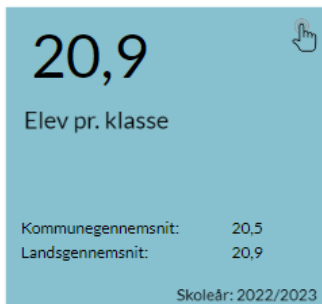 20,9
Elev pr. klasse
Kommunegennemsnit: 20,5
Landsgennemsnit: 20,9
Skoleår: 2022/2023